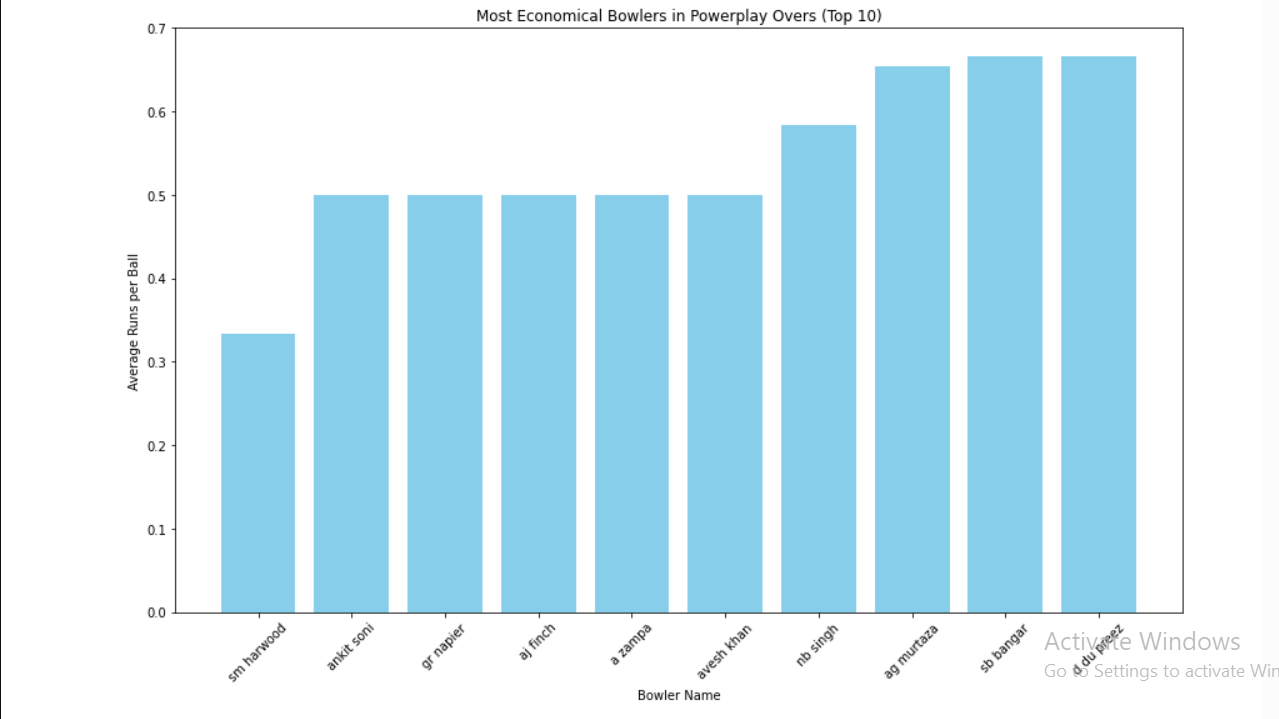 Most Economical Bowlers in Powerplay Overs (Top 10)
0.7
0.6
0.5
0.4
0.3
0.2
0.1
0.0
Average Runs per Ball
sm harwood
ankit soni
gr napier
aj finch
a zampa
avesh khan
nb singh
ag murtaza
sb bangar
d du preez
Bowler Name
Activate Windows
Go to Settings to activate Win